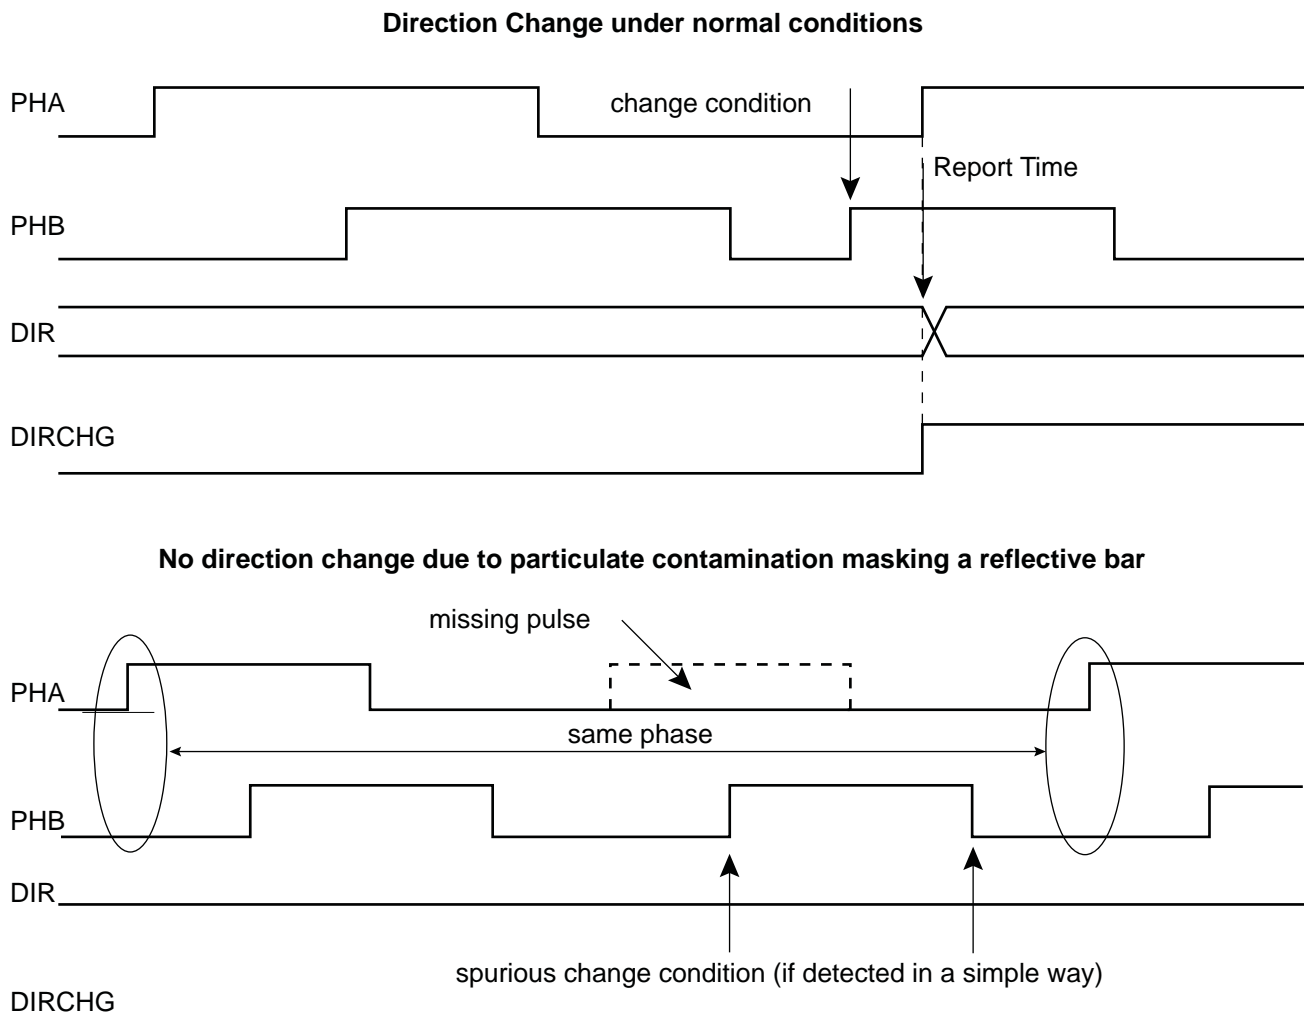 Direction Change under normal conditions
PHA
change condition
Report Time
PHB
DIR
DIRCHG
No direction change due to particulate contamination masking a reflective bar
missing pulse
PHA
same phase
PHB
DIR
spurious change condition (if detected in a simple way)
DIRCHG